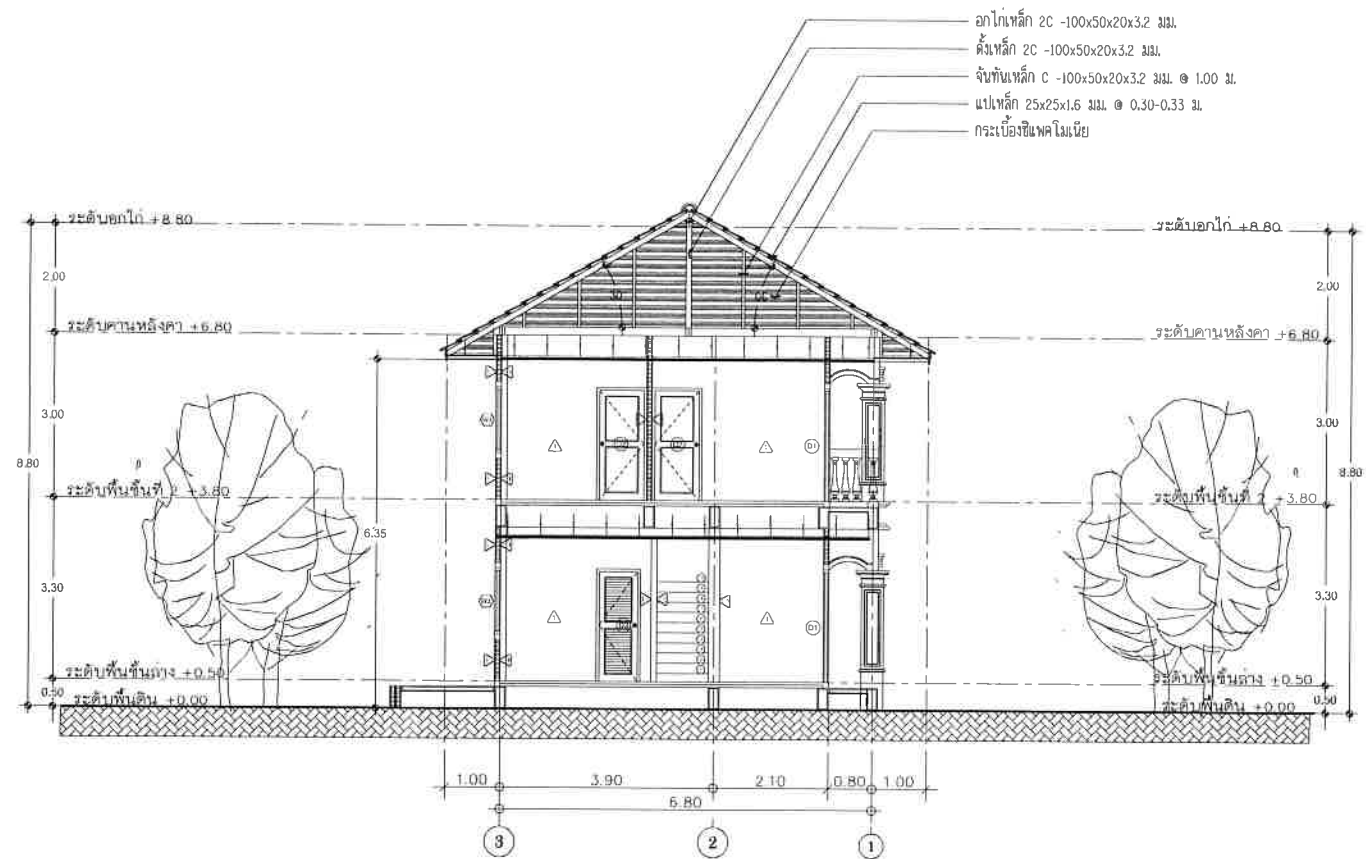 อกไก่เหล็ก 2C -100x50x20x3.2 มม.
ดั้งเหล็ก 2C -100x50x20x3.2 มม.
จันทันเหล็ก C -100x50x20x3.2 มม. @ 1.00 ม.
แปเหล็ก 25x25x1.6 มม. @ 0.30-0.33 ม.
กระเบื้องซีแพคโมเนีย
ระดับอกไก่ +8.80
ระดับอกไก่ +8.80
2.00
2.00
30
30
ระดับคานหลังคา +6.80
ระดับคานหลังคา +6.80
3.00
3.00
8.80
8.80
D1
ระดับพื้นชั้นที่ 2 +3.80
ระดับพื้นชั้นที่ 2 +3.80
6.35
3.30
3.30
1
1
D1
ระดับพื้นชั้นล่าง +0.50
ระดับพื้นชั้นล่าง +0.50
0.50
0.50
ระดับพื้นดิน +0.00
ระดับพื้นดิน +0.00
1.00
3.90
2.10
0.80
1.00
6.80
3
2
1